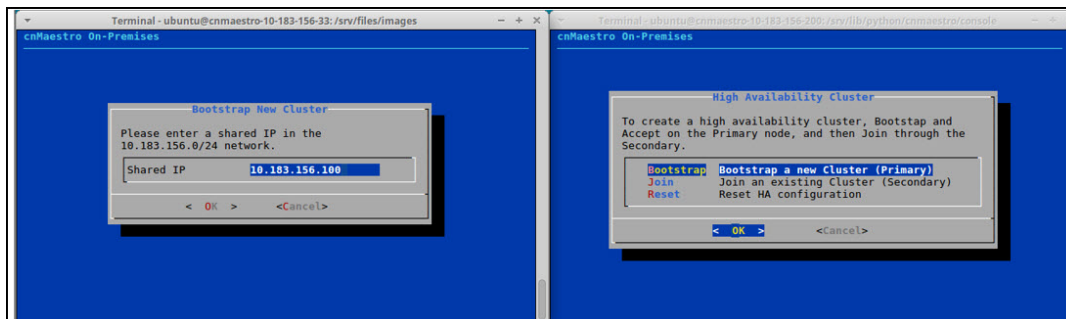 Terminal - ubuntu@cnmaestro-10-183-156-33: /srv/files/images
cnMaestro On-Premises
Bootstrap New Cluster
Please enter a shared IP in the
10.183.156.0/24 network.
Shared IP 10.183.156.100
< OK > <Cancel>
Terminal - ubuntu@cnmaestro-10-183-156-200: /srv/lib/python/cnmaestro/console
cnMaestro On-Premises
High Availability Cluster
To create a high availability cluster, Bootstap and
Accept on the Primary node, and then Join through the
Secondary.
Bootstrap Bootstrap a new Cluster (Primary)
Join Join an existing Cluster (Secondary)
Reset Reset HA configuration
< OK > <Cancel>